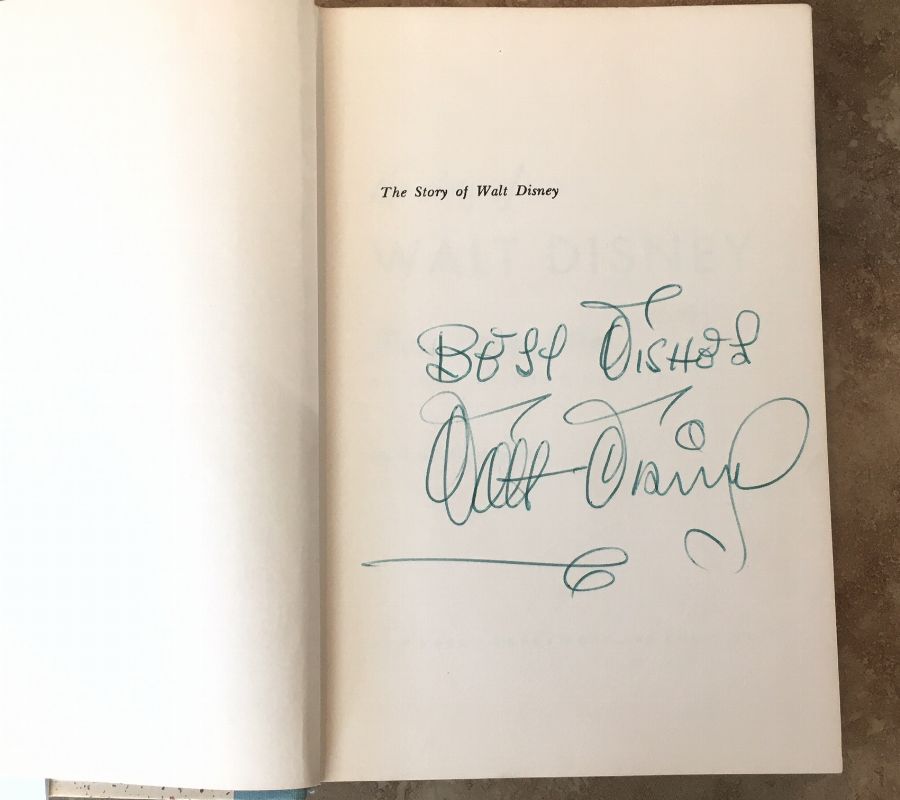 The Story of Walt Disney
WALT DISNEY
Best Wishes
Walt Disney